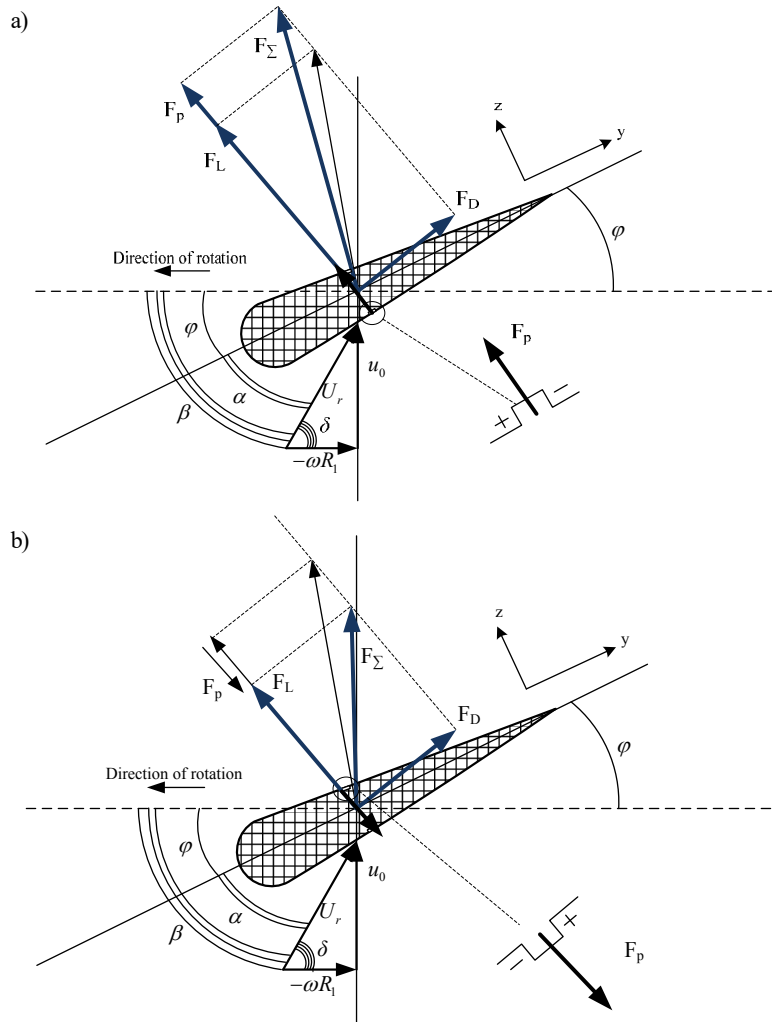 a)
F_Σ
F_p
F_L
z
y
F_D
φ
Direction of rotation
φ
F_p
u_0
α
U_r
β
δ
+
−
−ωR_1
b)
z
y
F_Σ
F_p
F_L
F_D
φ
Direction of rotation
φ
u_0
α
U_r
β
δ
+
−
F_p
−ωR_1